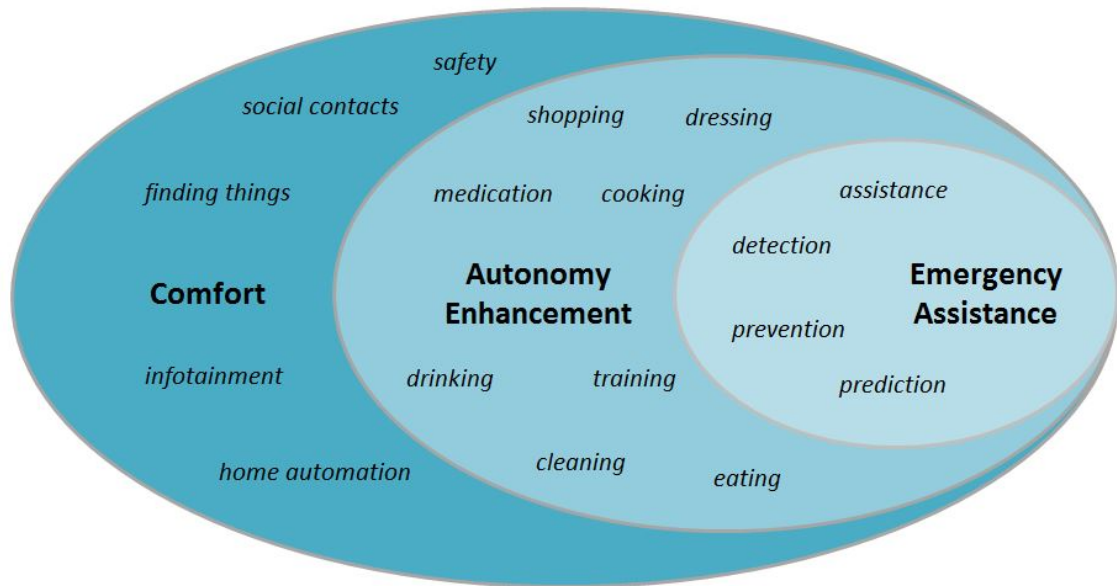 safety
social contacts
finding things
Comfort
infotainment
home automation
shopping
dressing
medication
cooking
Autonomy
Enhancement
drinking
training
cleaning
eating
assistance
detection
Emergency
Assistance
prevention
prediction